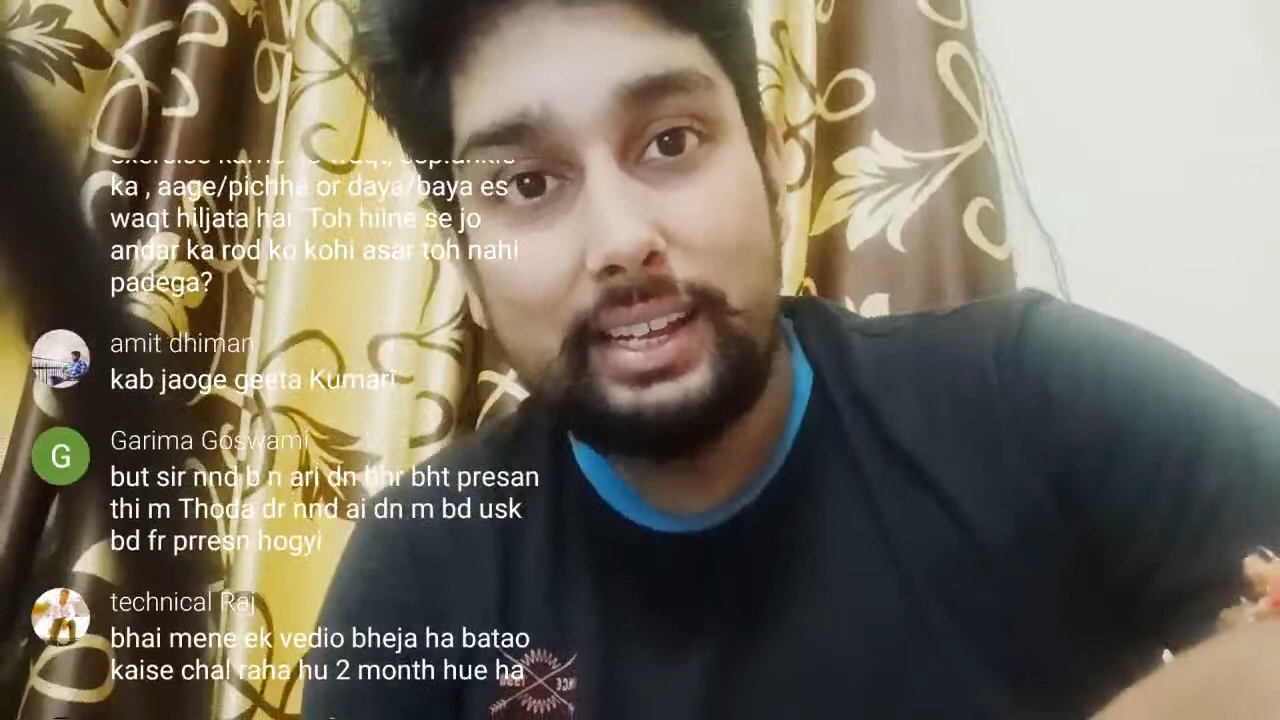 ka , aage/pichhe or daya/baya es
waqt hiljata hai. Toh hiine se jo
andar ka rod ko kohi asar toh nahi
padega?
amit dhiman
kab jaoge geeta Kumari
G
Garima Goswami
but sir nnd b n ari dn bhr bht presan
thi m Thoda dr nnd ai dn m bd usk
bd fr prresn hogyi
technical Raj
bhai mene ek vedio bheja ha batao
kaise chal raha hu 2 month hue ha